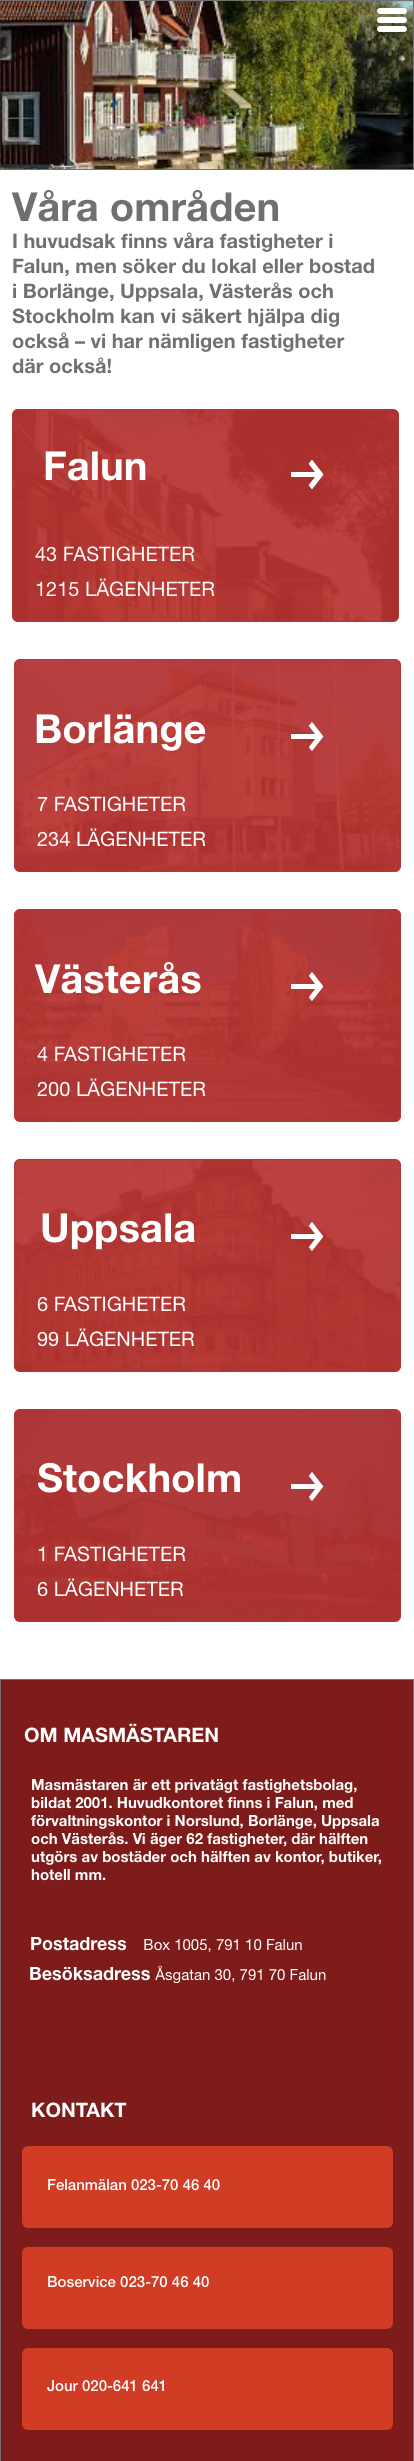 Våra områden
I huvudsak finns våra fastigheter i
Falun, men söker du lokal eller bostad
i Borlänge, Uppsala, Västerås och
Stockholm kan vi säkert hjälpa dig
också – vi har nämligen fastigheter
där också!
Falun
43 FASTIGHETER
1215 LÄGENHETER
Borlänge
7 FASTIGHETER
234 LÄGENHETER
Västerås
4 FASTIGHETER
200 LÄGENHETER
Uppsala
6 FASTIGHETER
99 LÄGENHETER
Stockholm
1 FASTIGHETER
6 LÄGENHETER
OM MASMÄSTAREN
Masmästaren är ett privatägt fastighetsbolag,
bildat 2001. Huvudkontoret finns i Falun, med
förvaltningskontor i Norslund, Borlänge, Uppsala
och Västerås. Vi äger 62 fastigheter, där hälften
utgörs av bostäder och hälften av kontor, butiker,
hotell mm.
Postadress Box 1005, 791 10 Falun
Besöksadress Åsgatan 30, 791 70 Falun
KONTAKT
Felanmälan 023-70 46 40
Boservice 023-70 46 40
Jour 020-641 641